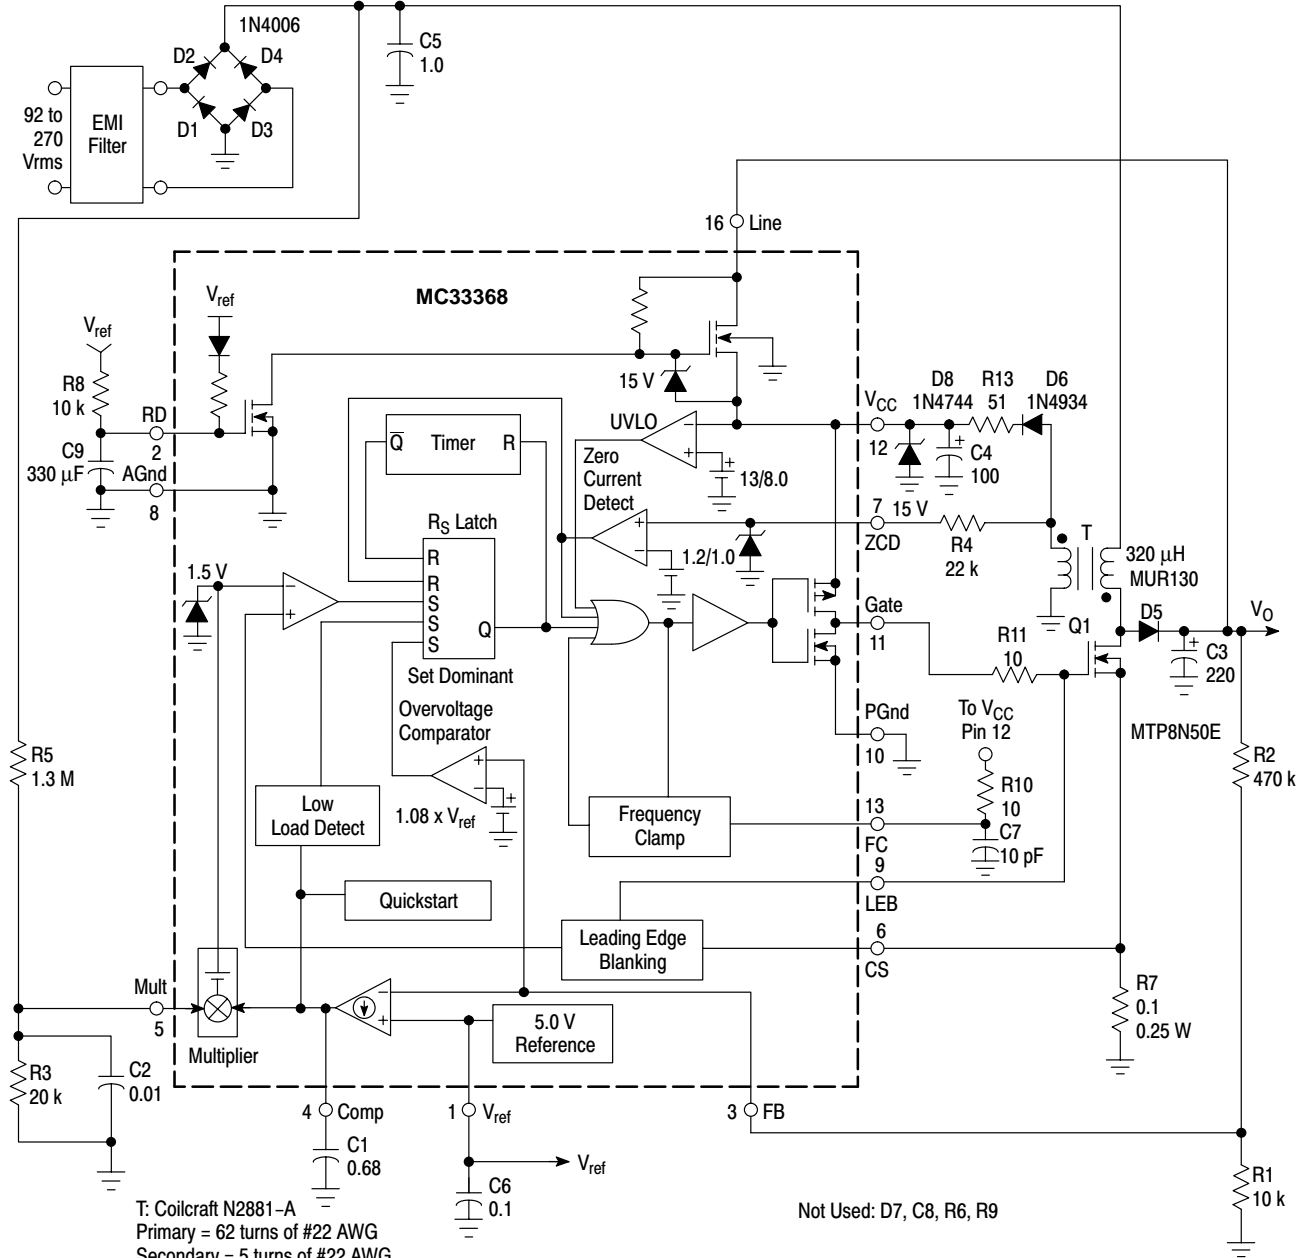 1N4006
D2
D4
C5
1.0
92 to
270
Vrms
EMI
Filter
D1
D3
16
Line
MC33368
Vref
Vref
R8
10 k
RD
2
C9
330 µF
AGnd
8
15 V
D8
1N4744
R13
51
D6
1N4934
VCC
12
UVLO
Q̅
Timer
R
Zero
Current
Detect
13/8.0
C4
100
7
15 V
ZCD
R4
22 k
T
320 µH
MUR130
RS Latch
R
R
S
S
S
Q
Set Dominant
1.2/1.0
1.5 V
Gate
11
R11
10
Q1
D5
VO
C3
220
MTP8N50E
Overvoltage
Comparator
PGnd
10
To VCC
Pin 12
R10
10
R5
1.3 M
R2
470 k
Low
Load Detect
1.08 x Vref
Frequency
Clamp
13
FC
C7
10 pF
9
LEB
Quickstart
Leading Edge
Blanking
6
CS
Mult
5
Multiplier
5.0 V
Reference
R7
0.1
0.25 W
R3
20 k
C2
0.01
4
Comp
1
Vref
3
FB
C1
0.68
Vref
C6
0.1
R1
10 k
T: Coilcraft N2881−A
Primary = 62 turns of #22 AWG
Secondary = 5 turns of #22 AWG
Not Used: D7, C8, R6, R9